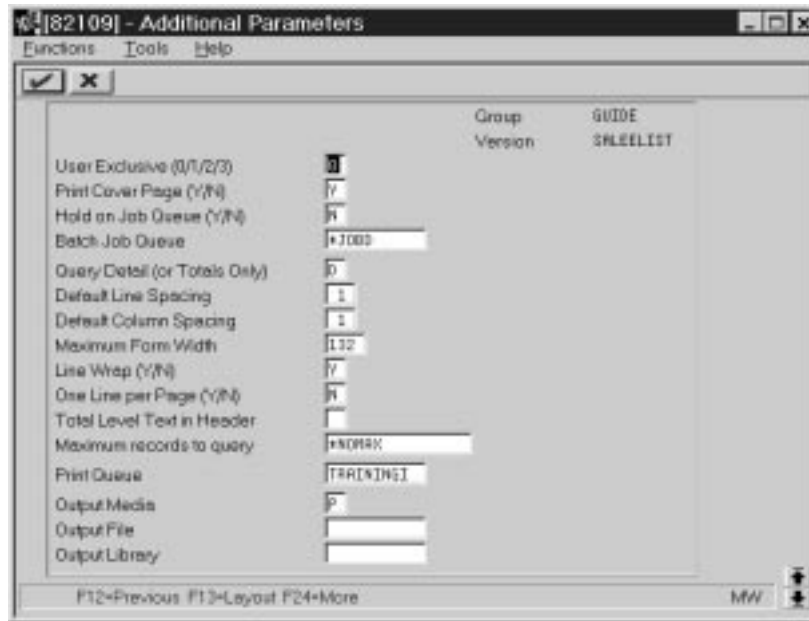 [82109] - Additional Parameters
Functions Tools Help
Group GUIDE
Version SALEELIST
User Exclusive (0/1/2/3) 0
Print Cover Page (Y/N) Y
Hold on Job Queue (Y/N) N
Batch Job Queue *JOBD
Query Detail (or Totals Only) D
Default Line Spacing 1
Default Column Spacing 1
Maximum Form Width 132
Line Wrap (Y/N) Y
One Line per Page (Y/N) N
Total Level Text in Header
Maximum records to query *NOMAX
Print Queue TRAINING1
Output Media P
Output File
Output Library
F12=Previous F13=Layout F24=More MW